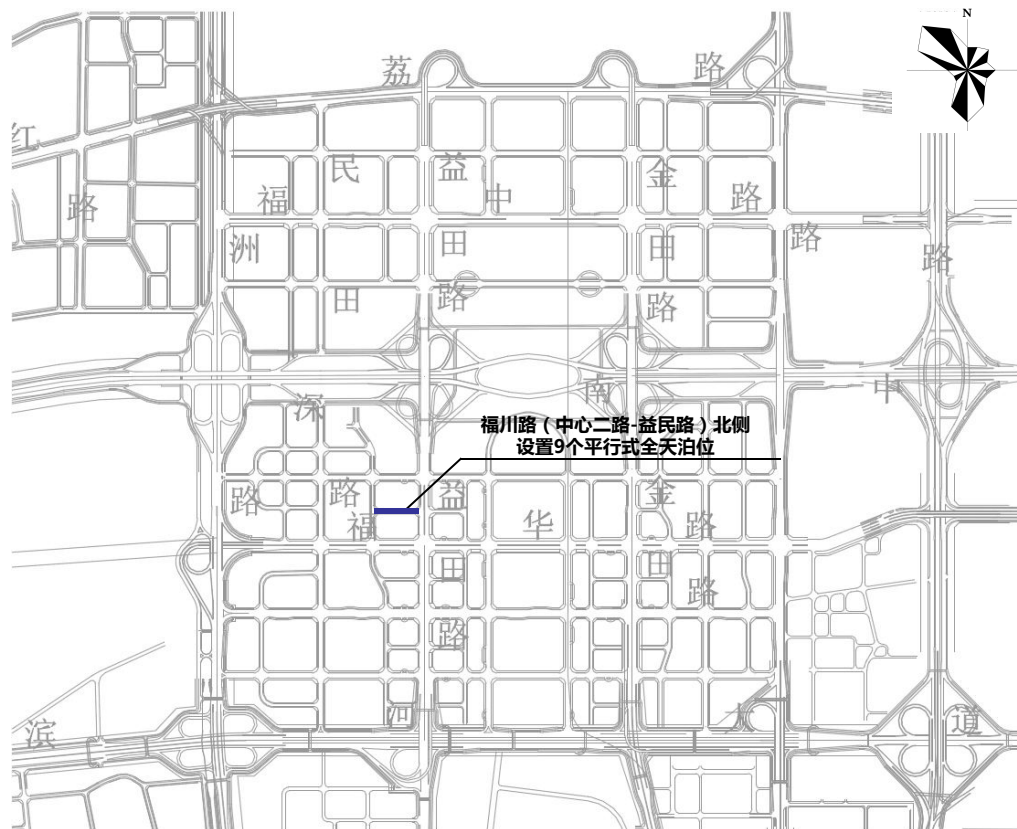 N
荔
路
红
路
民
益
中
金
路
福
洲
田
田
路
路
田
路
路
深
南
中
福川路（中心二路-益民路）北侧
设置9个平行式全天泊位
路
路
益
金
福
华
路
田
田
路
路
滨
河
大
道